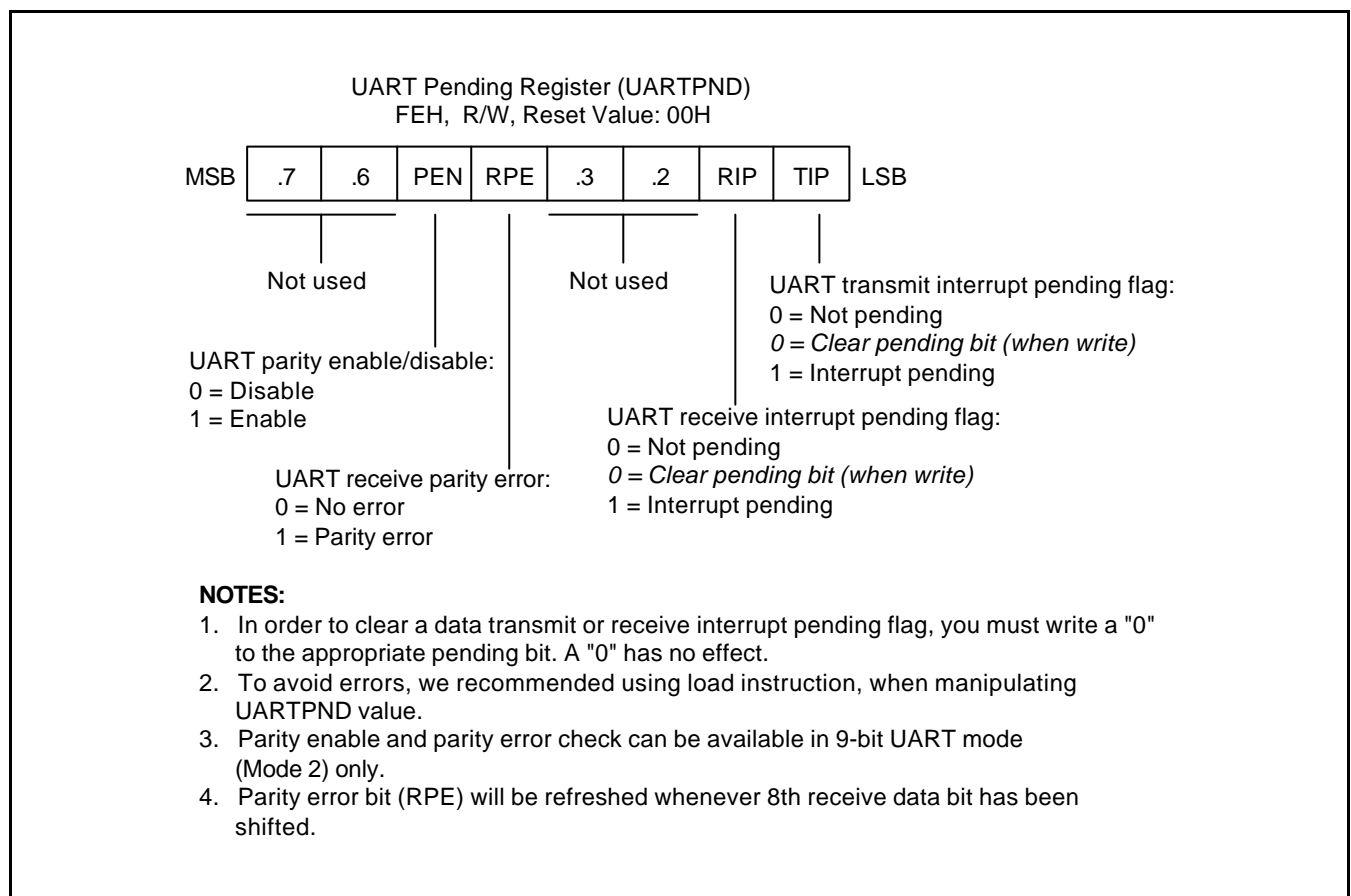 UART Pending Register (UARTPND)
FEH, R/W, Reset Value: 00H
MSB .7 .6 PEN RPE .3 .2 RIP TIP LSB
Not used
Not used
UART transmit interrupt pending flag:
0 = Not pending
0 = Clear pending bit (when write)
1 = Interrupt pending
UART parity enable/disable:
0 = Disable
1 = Enable
UART receive interrupt pending flag:
0 = Not pending
0 = Clear pending bit (when write)
1 = Interrupt pending
UART receive parity error:
0 = No error
1 = Parity error
NOTES:
1. In order to clear a data transmit or receive interrupt pending flag, you must write a "0"
to the appropriate pending bit. A "0" has no effect.
2. To avoid errors, we recommended using load instruction, when manipulating
UARTPND value.
3. Parity enable and parity error check can be available in 9-bit UART mode
(Mode 2) only.
4. Parity error bit (RPE) will be refreshed whenever 8th receive data bit has been
shifted.